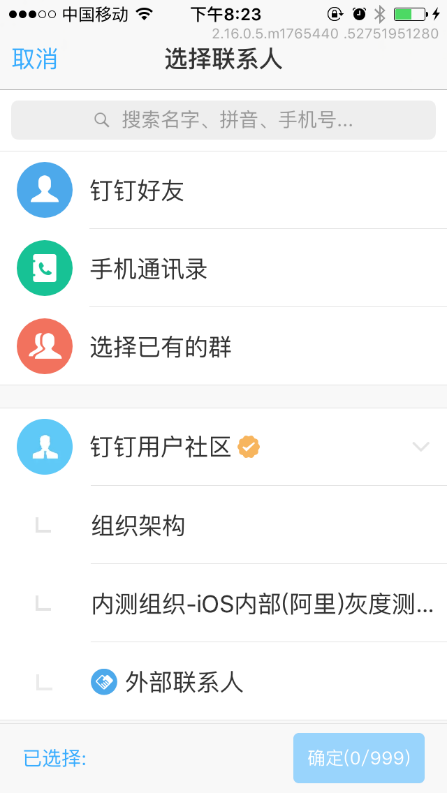 中国移动 下午8:23
2.16.0.5.m1765440 .52751951280
取消 选择联系人
搜索名字、拼音、手机号...
钉钉好友
手机通讯录
选择已有的群
钉钉用户社区
组织架构
内测组织-iOS内部(阿里)灰度测...
外部联系人
已选择: 确定(0/999)